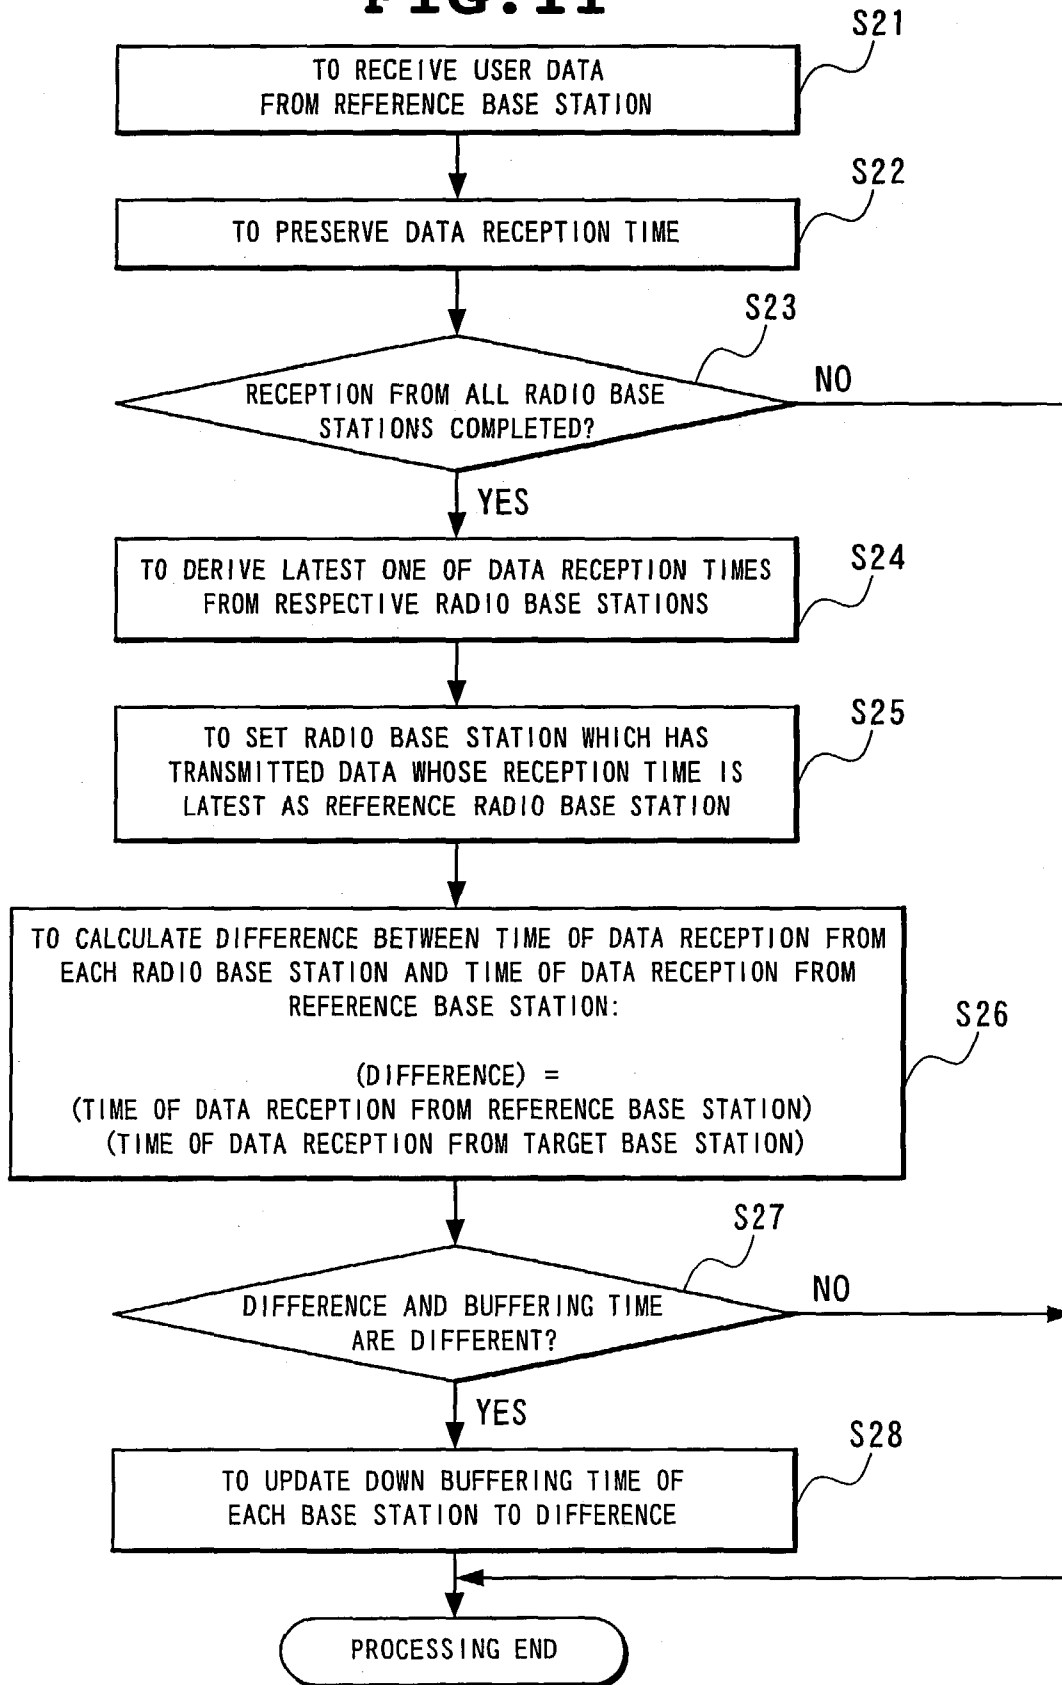 FIG.11
S21
TO RECEIVE USER DATA
FROM REFERENCE BASE STATION
S22
TO PRESERVE DATA RECEPTION TIME
S23
RECEPTION FROM ALL RADIO BASE
STATIONS COMPLETED?
NO
YES
S24
TO DERIVE LATEST ONE OF DATA RECEPTION TIMES
FROM RESPECTIVE RADIO BASE STATIONS
S25
TO SET RADIO BASE STATION WHICH HAS
TRANSMITTED DATA WHOSE RECEPTION TIME IS
LATEST AS REFERENCE RADIO BASE STATION
TO CALCULATE DIFFERENCE BETWEEN TIME OF DATA RECEPTION FROM
EACH RADIO BASE STATION AND TIME OF DATA RECEPTION FROM
REFERENCE BASE STATION:
S26
(DIFFERENCE) =
(TIME OF DATA RECEPTION FROM REFERENCE BASE STATION)
(TIME OF DATA RECEPTION FROM TARGET BASE STATION)
S27
DIFFERENCE AND BUFFERING TIME
ARE DIFFERENT?
NO
YES
S28
TO UPDATE DOWN BUFFERING TIME OF
EACH BASE STATION TO DIFFERENCE
PROCESSING END